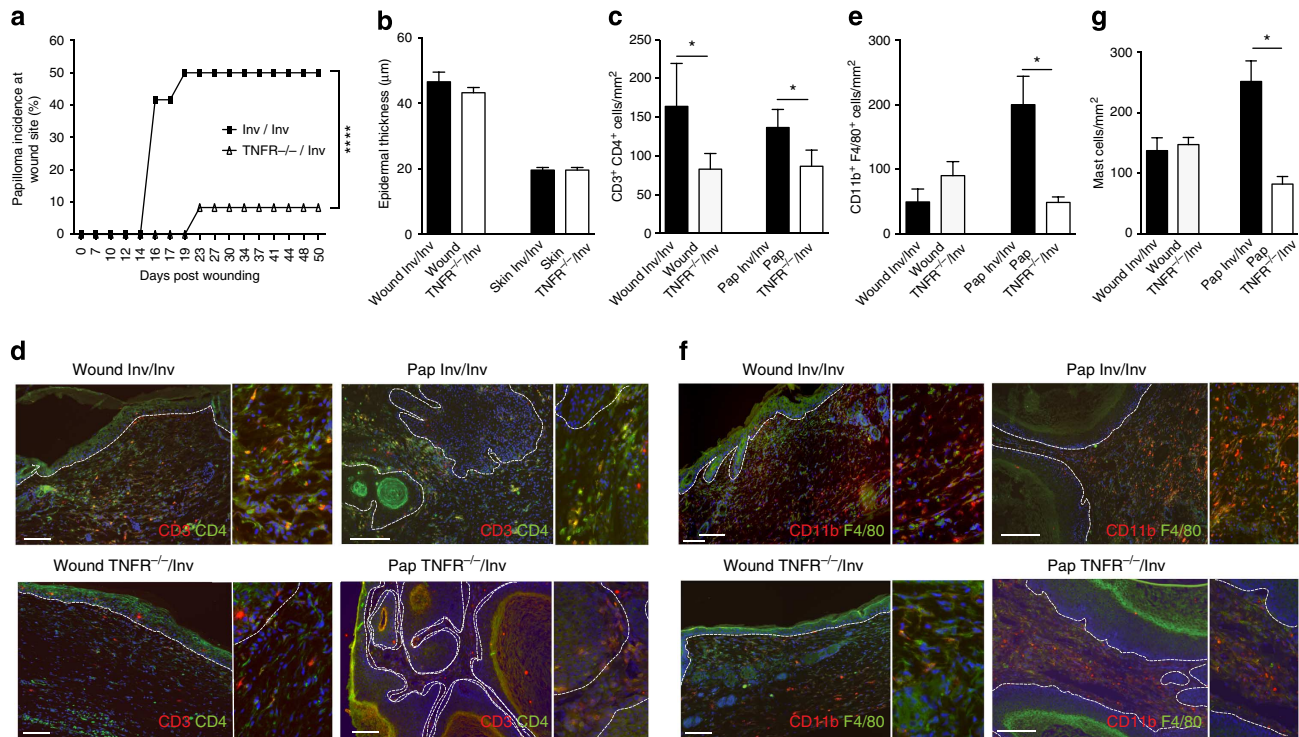 a
Papilloma incidence at
wound site (%)
60
50
40
30
20
10
0
Inv / Inv
TNFR–/– / Inv
****
0 7 10 12 14 16 17 19 23 27 30 34 37 41 44 48 50
Days post wounding
b
Epidermal thickness (µm)
60
40
20
0
Wound Inv/Inv
Wound
TNFR–/–/Inv
Skin Inv/Inv
Skin
TNFR–/–/Inv
c
CD3+ CD4+ cells/mm2
250
200
150
100
50
0
*
*
Wound Inv/Inv
Wound
TNFR–/–/Inv
Pap Inv/Inv
Pap
TNFR–/–/Inv
e
CD11b+ F4/80+ cells/mm2
300
200
100
0
*
Wound Inv/Inv
Wound
TNFR–/–/Inv
Pap Inv/Inv
Pap
TNFR–/–/Inv
g
Mast cells/mm2
300
200
100
0
*
Wound Inv/Inv
Wound
TNFR–/–/Inv
Pap Inv/Inv
Pap
TNFR–/–/Inv
d
Wound Inv/Inv
CD3 CD4
Pap Inv/Inv
CD3 CD4
Wound TNFR–/–/Inv
CD3 CD4
Pap TNFR–/–/Inv
CD3 CD4
f
Wound Inv/Inv
CD11b F4/80
Pap Inv/Inv
CD11b F4/80
Wound TNFR–/–/Inv
CD11b F4/80
Pap TNFR–/–/Inv
CD11b F4/80